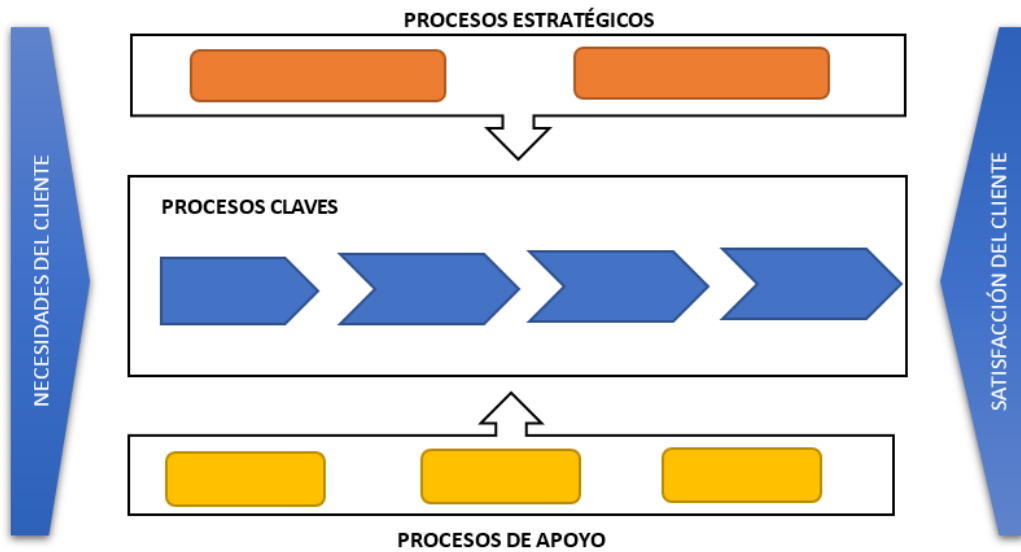 PROCESOS ESTRATÉGICOS
NECESIDADES DEL CLIENTE
PROCESOS CLAVES
SATISFACCIÓN DEL CLIENTE
PROCESOS DE APOYO